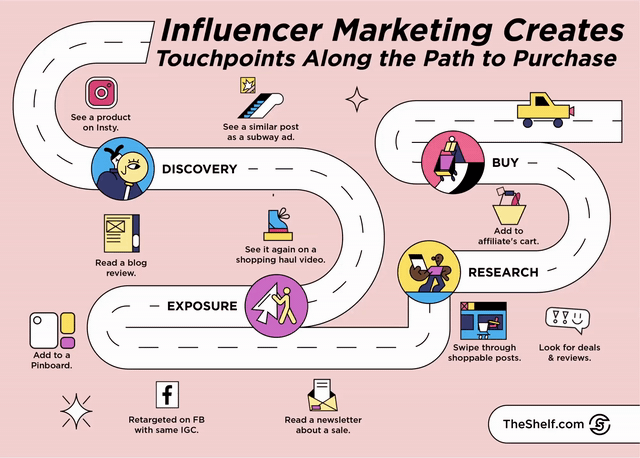 Influencer Marketing Creates
Touchpoints Along the Path to Purchase
See a product
on Insty.
See a similar post
as a subway ad.
DISCOVERY
BUY
Read a blog
review.
See it again on a
shopping haul video.
Add to
affiliate's cart.
EXPOSURE
RESEARCH
Add to a
Pinboard.
Swipe through
shoppable posts.
Look for deals
& reviews.
Retargeted on FB
with same IGC.
Read a newsletter
about a sale.
TheShelf.com